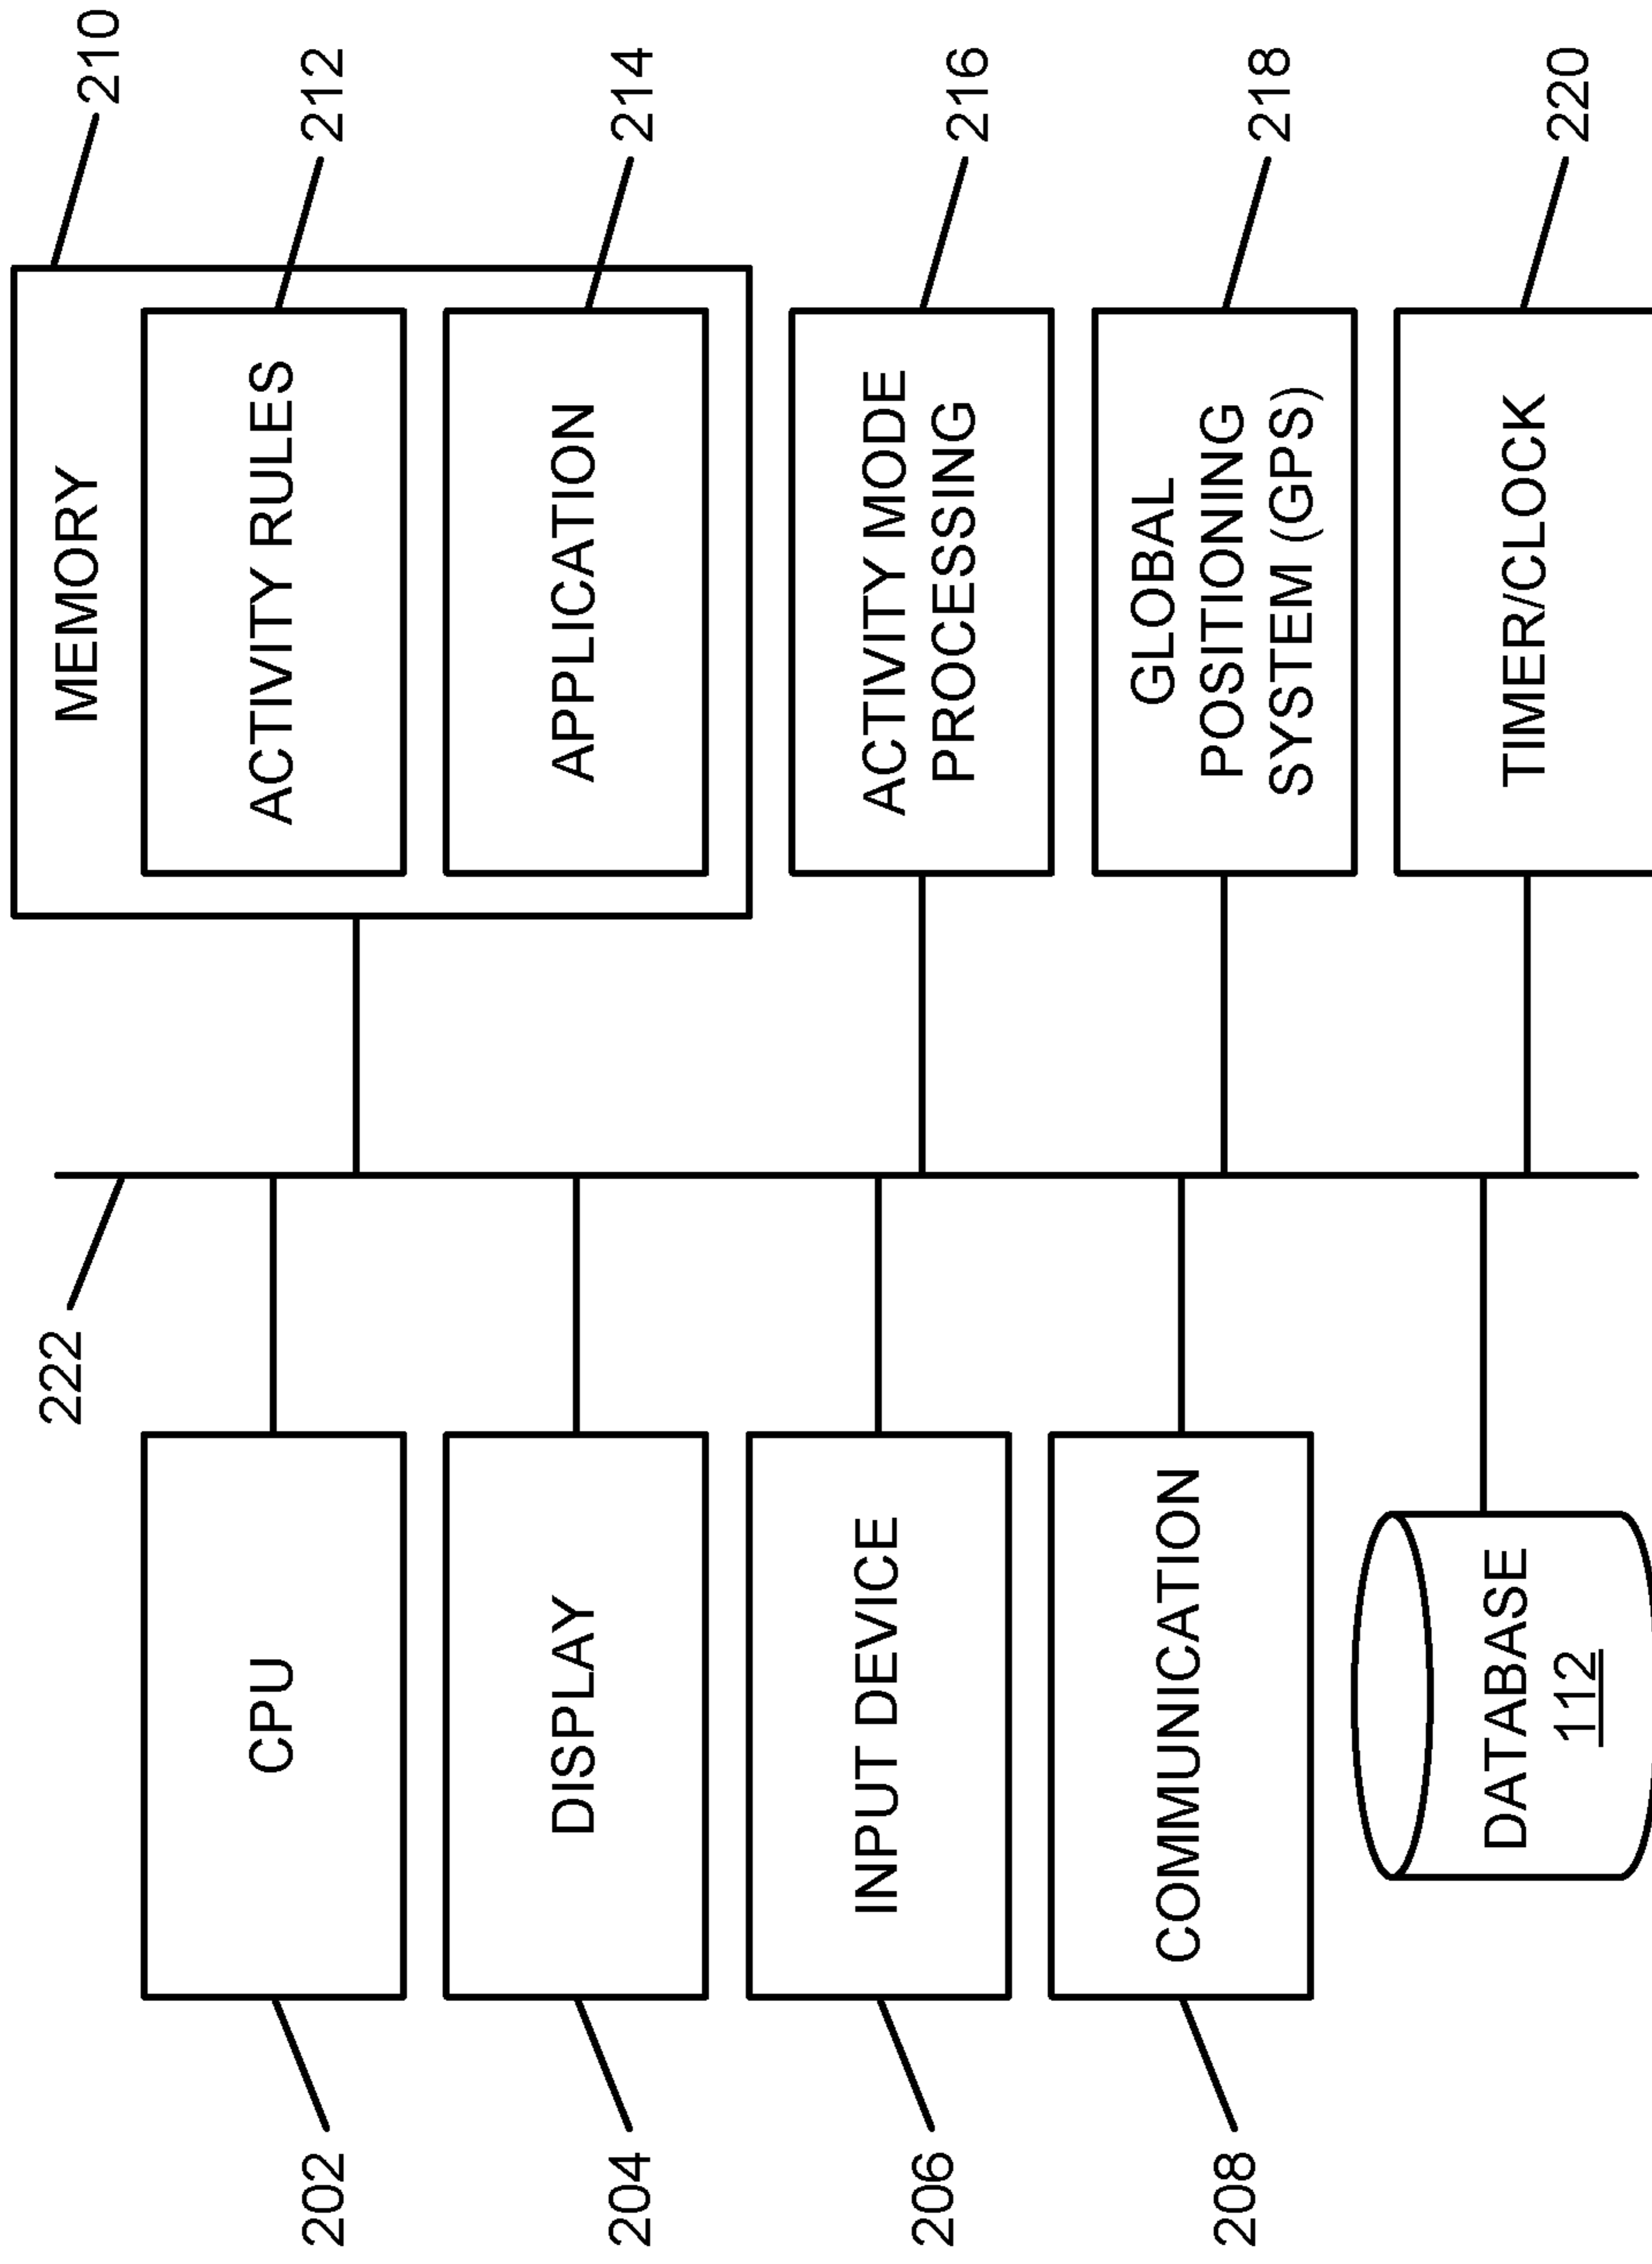 222
202
CPU
204
DISPLAY
206
INPUT DEVICE
208
COMMUNICATION
DATABASE
112
MEMORY
210
ACTIVITY RULES
212
APPLICATION
214
ACTIVITY MODE
PROCESSING
216
GLOBAL
POSITIONING
SYSTEM (GPS)
218
TIMER/CLOCK
220